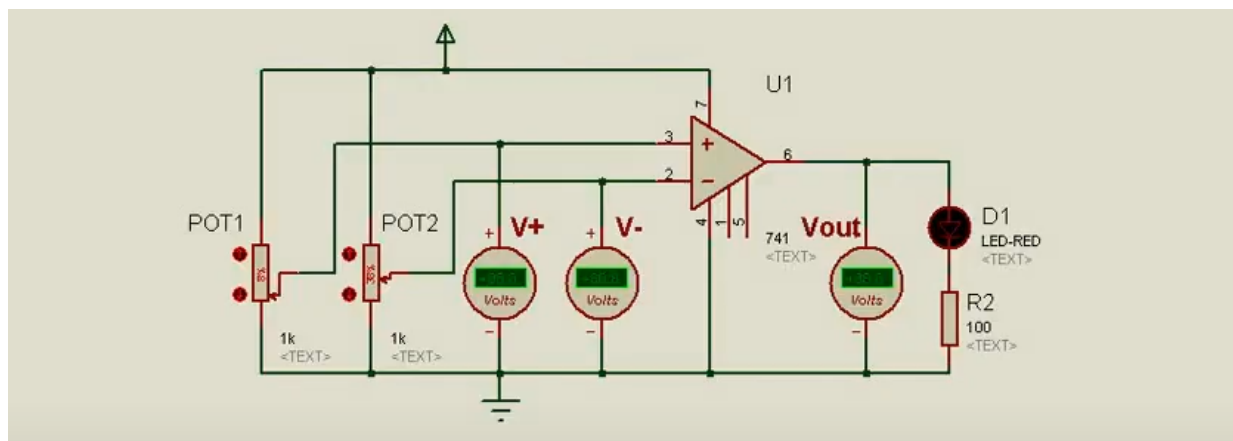 U1
7
3
+
6
2
−
POT1
POT2
+
V+
+
V-
4
1
5
741
<TEXT>
Vout
+
D1
LED-RED
<TEXT>
Volts
Volts
Volts
−
−
−
1k
<TEXT>
1k
<TEXT>
R2
100
<TEXT>